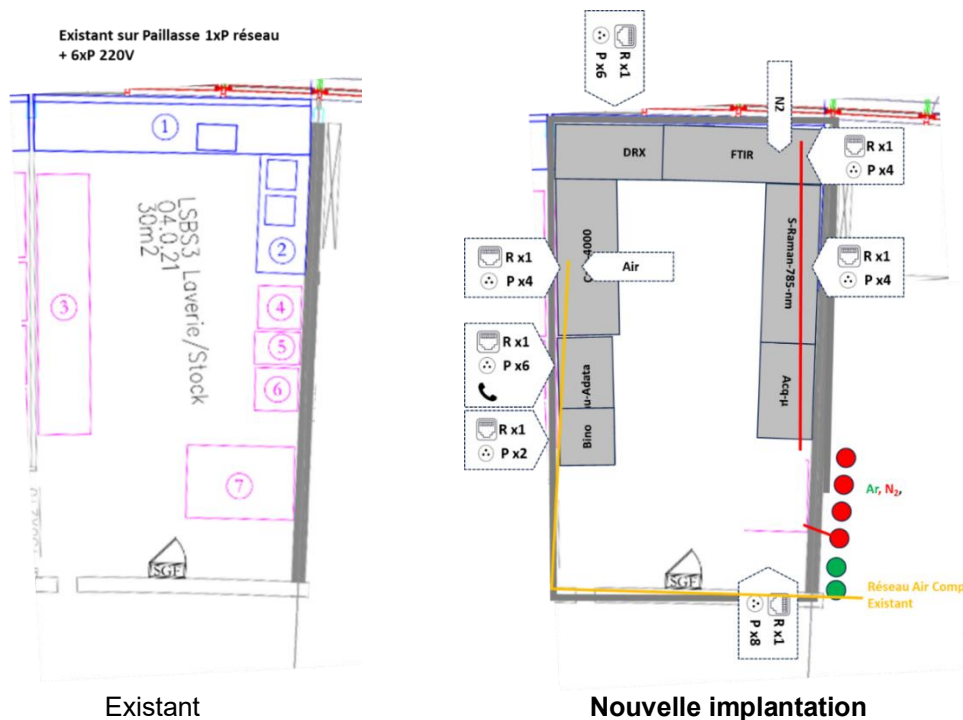 Existant sur Paillasse 1xP réseau
+ 6xP 220V
1
2
3
4
5
6
7
LSBS3 Laverie/Stock
04.0.21
30m2
SGF
Existant
R x1
P x6
N2
DRX
FTIR
R x1
P x4
4000
S-Raman-785-nm
R x1
P x4
Air
R x1
P x4
R x1
P x6
u-Adata
Acq-µ
R x1
P x2
Bino
Ar, N₂,
SGF
Réseau Air Comp
Existant
R x1
P x8
Nouvelle implantation